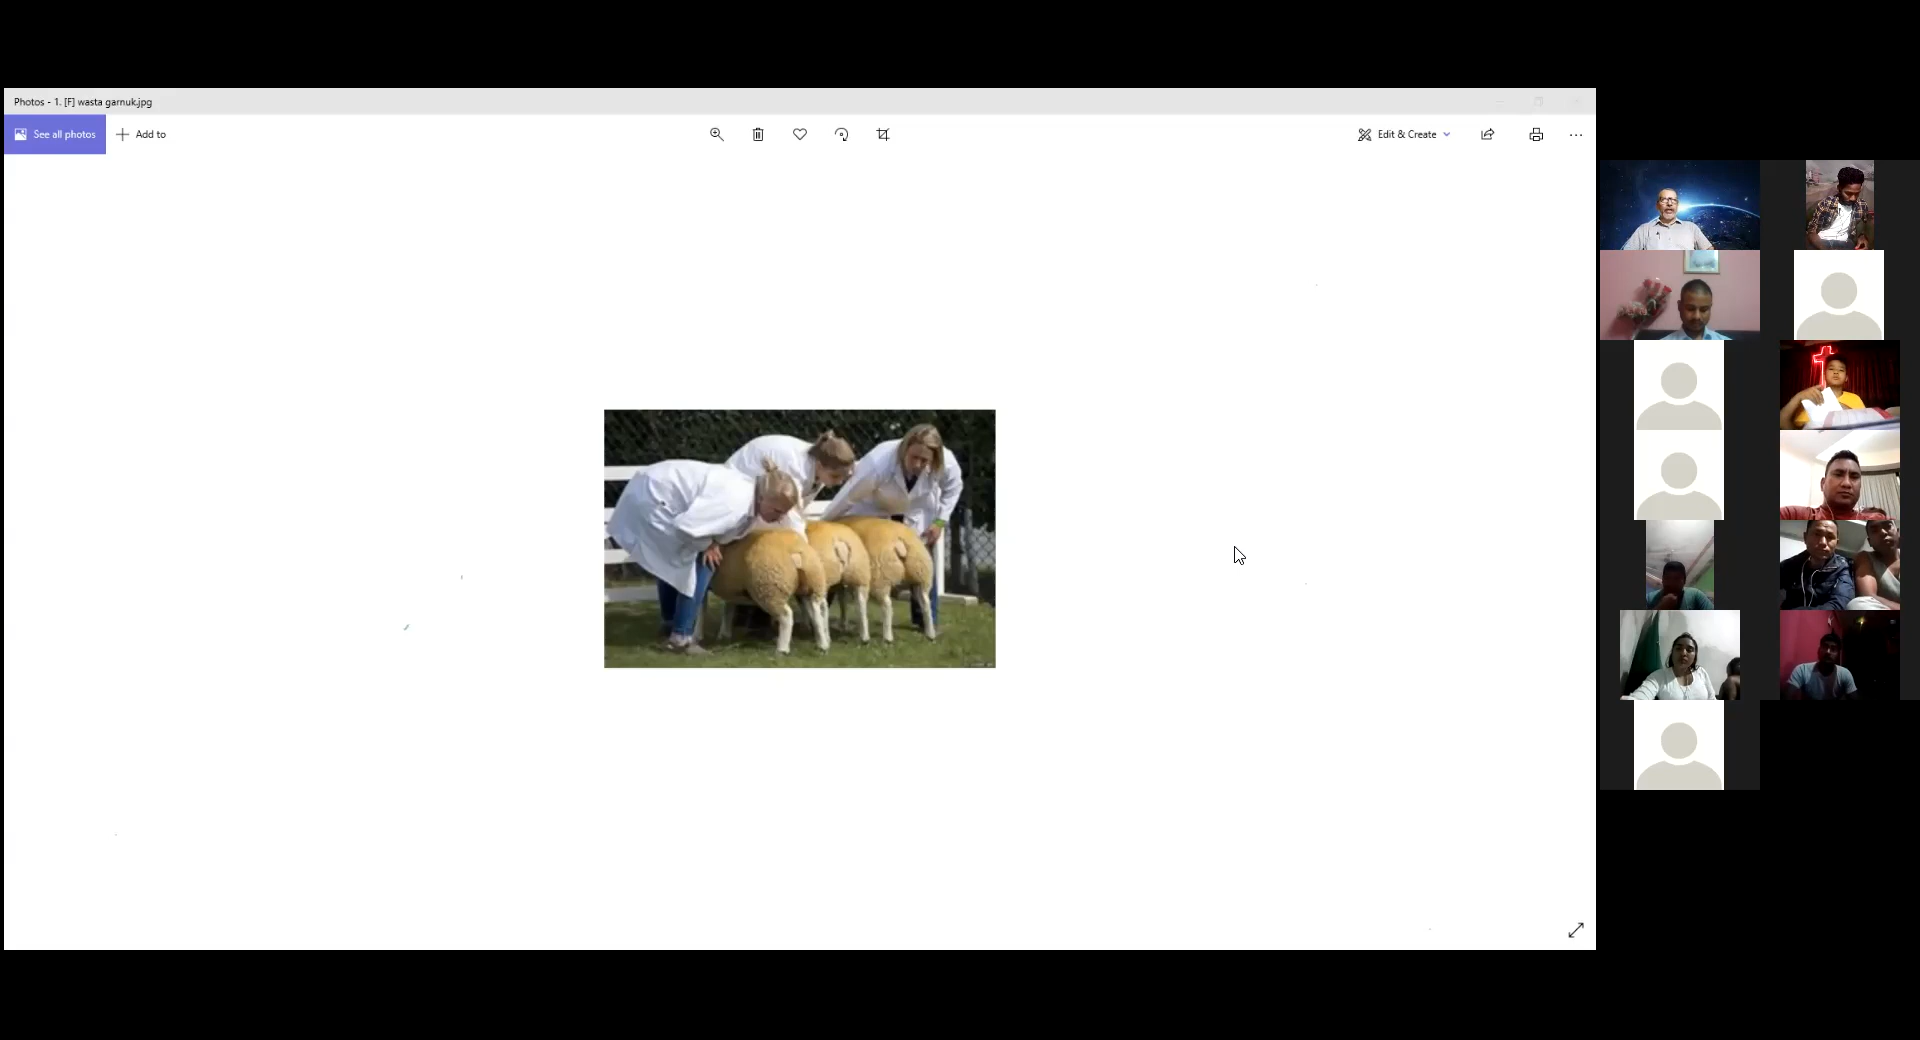 Photos - 1. [F] wasta garnuk.jpg
See all photos
Add to
Edit & Create